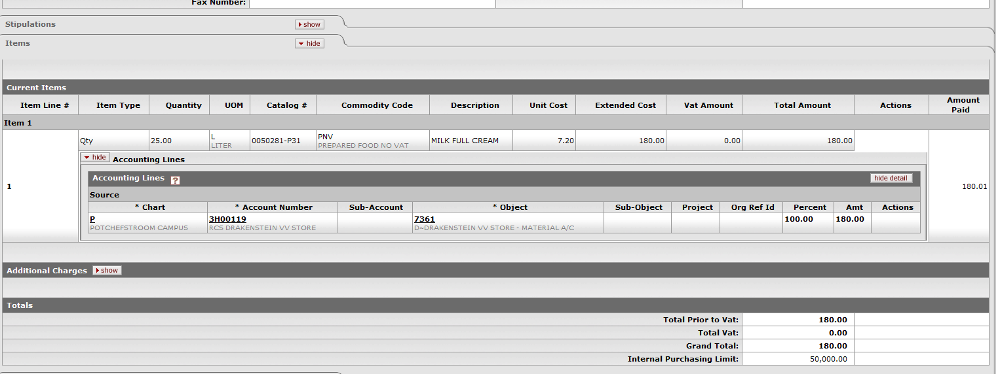 Fax Number:
Stipulations show
Items hide
Current Items
Item Line # Item Type Quantity UOM Catalog # Commodity Code Description Unit Cost Extended Cost Vat Amount Total Amount Actions Amount Paid
Item 1
1 Qty 25.00 L LITER 0050281-P31 PNV PREPARED FOOD NO VAT MILK FULL CREAM 7.20 180.00 0.00 180.00 180.01
hide Accounting Lines
Accounting Lines ? hide detail
Source
* Chart * Account Number Sub-Account * Object Sub-Object Project Org Ref Id Percent Amt Actions
P 3H00119 7361 100.00 180.00
POTCHEFSTROOM CAMPUS RCS DRAKENSTEIN VV STORE D~DRAKENSTEIN VV STORE - MATERIAL A/C
Additional Charges show
Totals
Total Prior to Vat: 180.00
Total Vat: 0.00
Grand Total: 180.00
Internal Purchasing Limit: 50,000.00